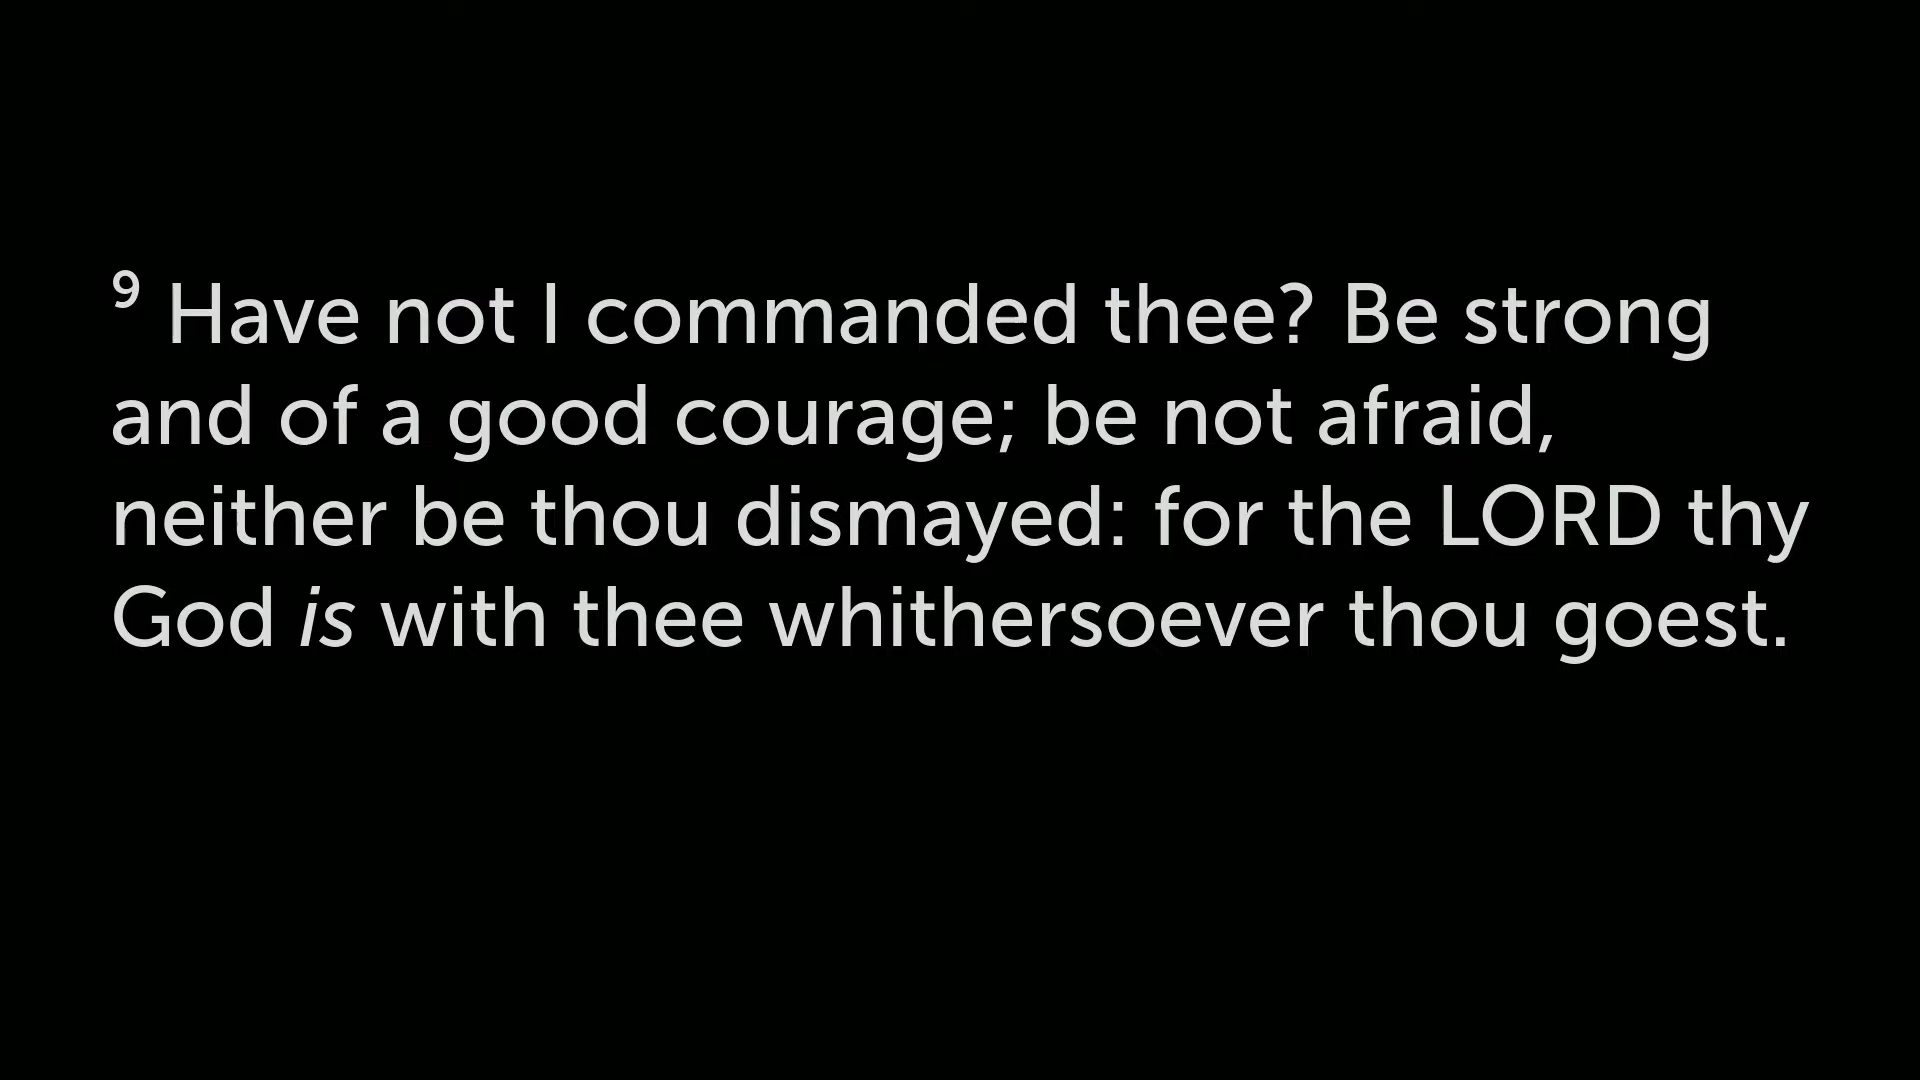 9 Have not I commanded thee? Be strong
and of a good courage; be not afraid,
neither be thou dismayed: for the LORD thy
God is with thee whithersoever thou goest.